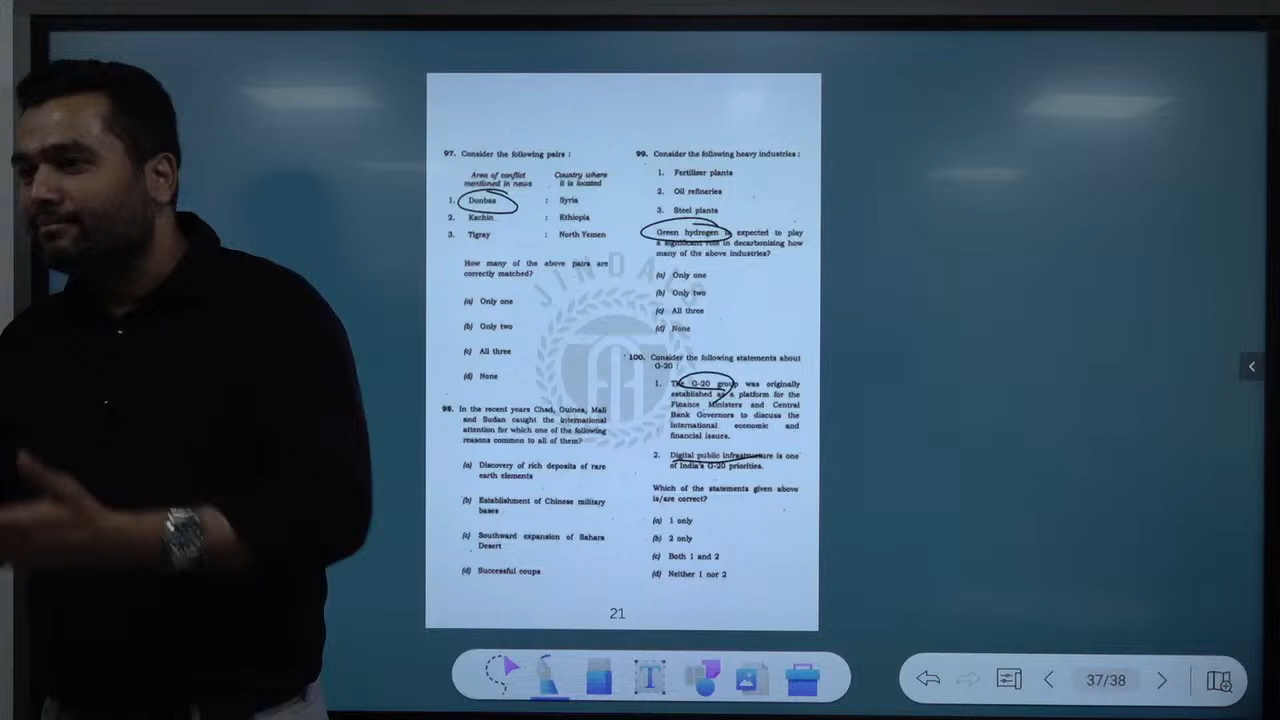 97. Consider the following pairs :
Area of conflict mentioned in news
Country where it is located
1. Donbas : Syria
2. Kachin : Ethiopia
3. Tigray : North Yemen
How many of the above pairs are
correctly matched?
(a) Only one
(b) Only two
(c) All three
(d) None
98. In the recent years Chad, Guinea, Mali
and Sudan caught the international
attention for which one of the following
reasons common to all of them?
(a) Discovery of rich deposits of rare
earth elements
(b) Establishment of Chinese military
bases
(c) Southward expansion of Sahara
Desert
(d) Successful coups
99. Consider the following heavy industries :
1. Fertilizer plants
2. Oil refineries
3. Steel plants
Green hydrogen is expected to play
a significant role in decarbonizing how
many of the above industries?
(a) Only one
(b) Only two
(c) All three
(d) None
100. Consider the following statements about
G-20 :
1. The G-20 group was originally
established as a platform for the
Finance Ministers and Central
Bank Governors to discuss the
international economic and
financial issues.
2. Digital public infrastructure is one
of India's G-20 priorities.
Which of the statements given above
is/are correct?
(a) 1 only
(b) 2 only
(c) Both 1 and 2
(d) Neither 1 nor 2
21
T
37/38